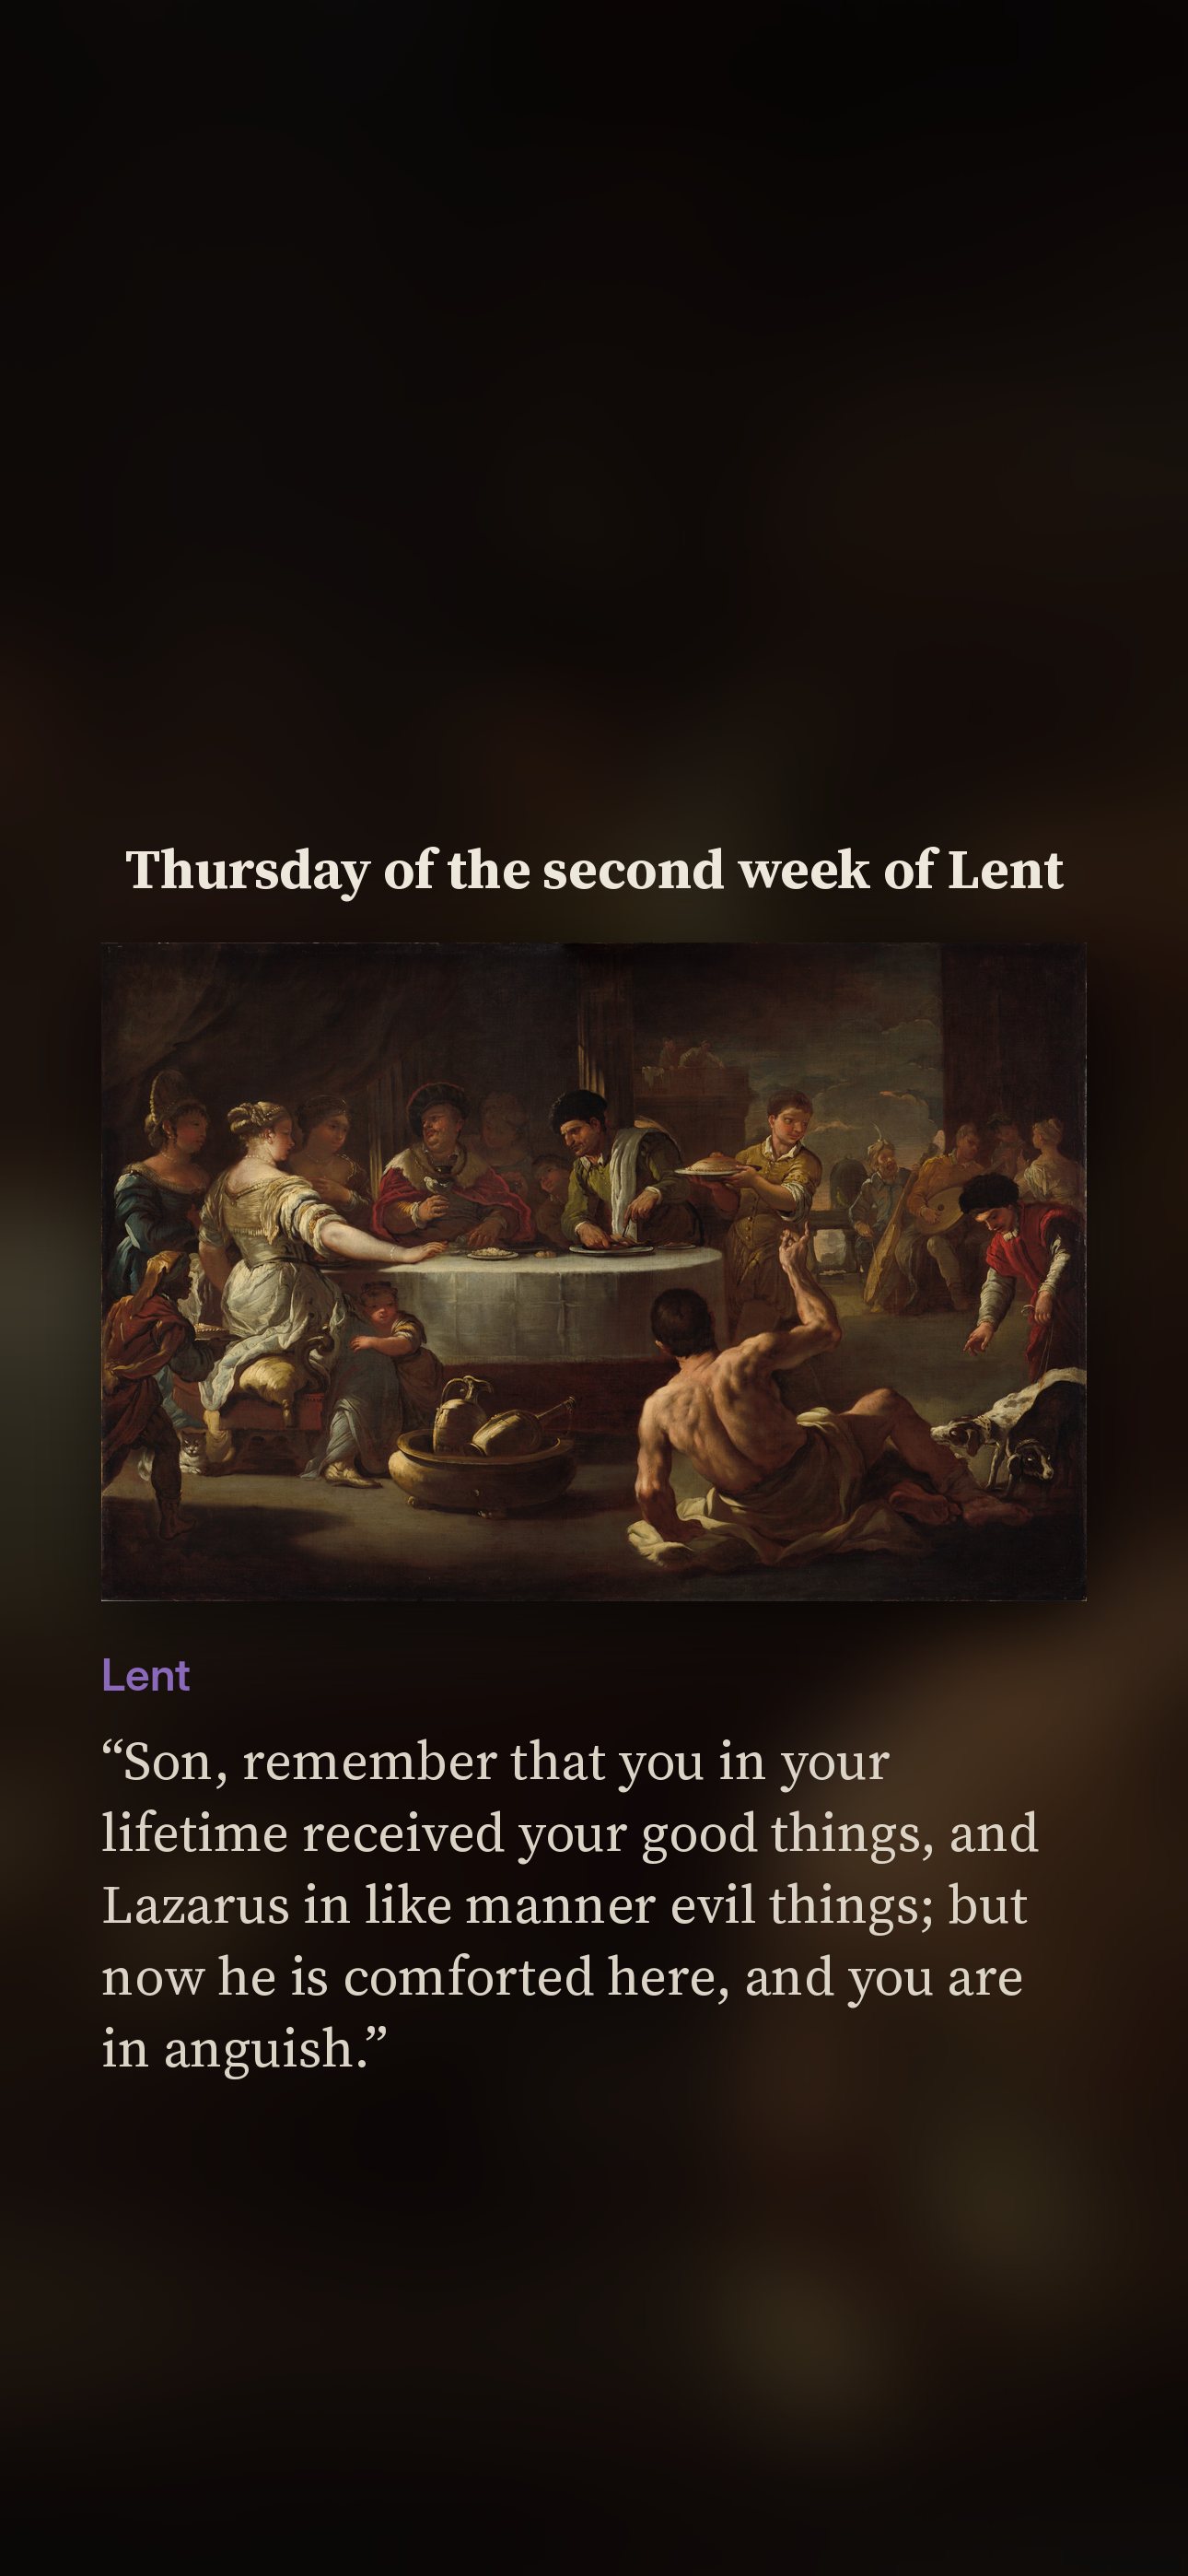 Thursday of the second week of Lent
Lent
“Son, remember that you in your
lifetime received your good things, and
Lazarus in like manner evil things; but
now he is comforted here, and you are
in anguish.”